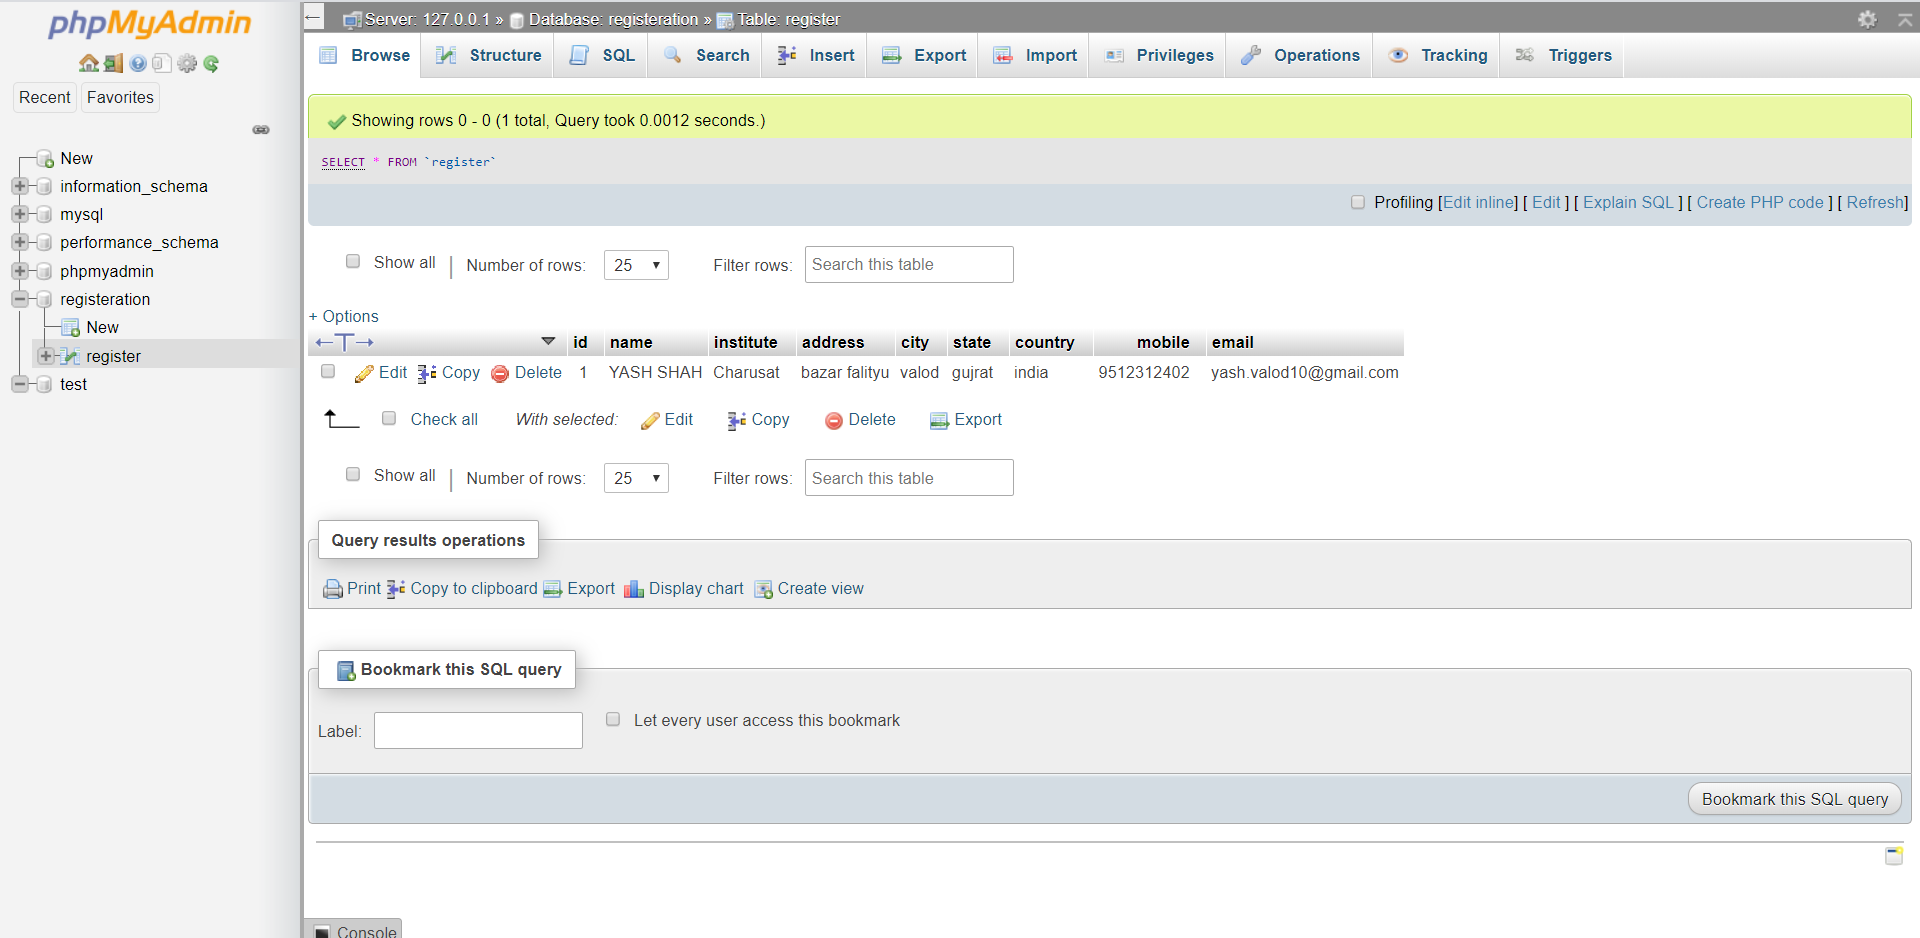 phpMyAdmin
Recent Favorites
New
information_schema
mysql
performance_schema
phpmyadmin
registeration
New
register
test
Server: 127.0.0.1 » Database: registeration » Table: register
Browse Structure SQL Search Insert Export Import Privileges Operations Tracking Triggers
Showing rows 0 - 0 (1 total, Query took 0.0012 seconds.)
SELECT * FROM `register`
Profiling [Edit inline] [ Edit ] [ Explain SQL ] [ Create PHP code ] [ Refresh]
Show all | Number of rows: 25 Filter rows: Search this table
+ Options
←T→ id name institute address city state country mobile email
Edit Copy Delete 1 YASH SHAH Charusat bazar falityu valod gujrat india 9512312402 yash.valod10@gmail.com
Check all With selected: Edit Copy Delete Export
Show all | Number of rows: 25 Filter rows: Search this table
Query results operations
Print Copy to clipboard Export Display chart Create view
Bookmark this SQL query
Label: Let every user access this bookmark
Bookmark this SQL query
Console